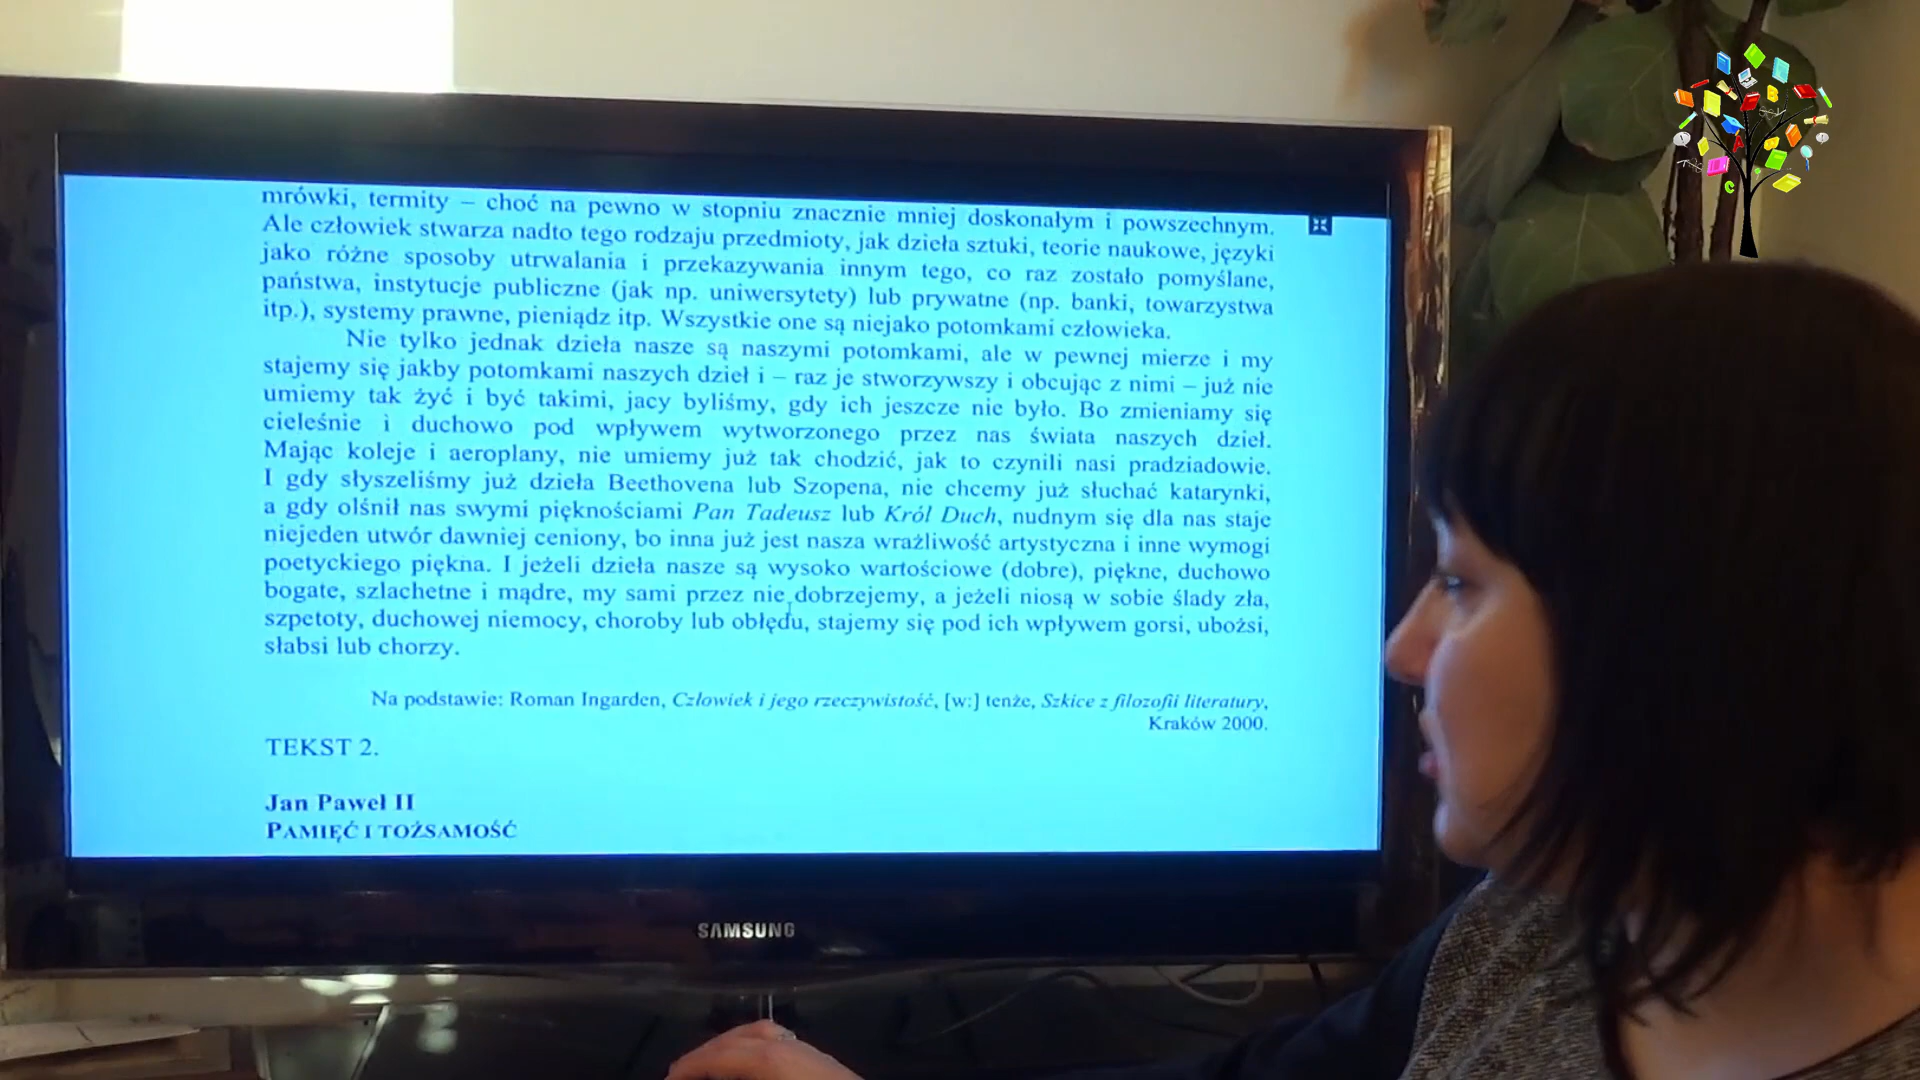 mrówki, termity – choć na pewno w stopniu znacznie mniej doskonałym i powszechnym.
Ale człowiek stwarza nadto tego rodzaju przedmioty, jak dzieła sztuki, teorie naukowe, języki
jako różne sposoby utrwalania i przekazywania innym tego, co raz zostało pomyślane,
państwa, instytucje publiczne (jak np. uniwersytety) lub prywatne (np. banki, towarzystwa
itp.), systemy prawne, pieniądz itp. Wszystkie one są niejako potomkami człowieka.
Nie tylko jednak dzieła nasze są naszymi potomkami, ale w pewnej mierze i my
stajemy się jakby potomkami naszych dzieł i – raz je stworzywszy i obcując z nimi – już nie
umiemy tak żyć i być takimi, jacy byliśmy, gdy ich jeszcze nie było. Bo zmieniamy się
cieleśnie i duchowo pod wpływem wytworzonego przez nas świata naszych dzieł.
Mając koleje i aeroplany, nie umiemy już tak chodzić, jak to czynili nasi pradziadowie.
I gdy słyszeliśmy już dzieła Beethovena lub Szopena, nie chcemy już słuchać katarynki,
a gdy olśnił nas swymi pięknościami Pan Tadeusz lub Król Duch, nudnym się dla nas staje
niejeden utwór dawniej ceniony, bo inna już jest nasza wrażliwość artystyczna i inne wymogi
poetyckiego piękna. I jeżeli dzieła nasze są wysoko wartościowe (dobre), piękne, duchowo
bogate, szlachetne i mądre, my sami przez nie dobrzejemy, a jeżeli niosą w sobie ślady zła,
szpetoty, duchowej niemocy, choroby lub obłędu, stajemy się pod ich wpływem gorsi, ubożsi,
słabsi lub chorzy.
Na podstawie: Roman Ingarden, Człowiek i jego rzeczywistość, [w:] tenże, Szkice z filozofii literatury,
Kraków 2000.
TEKST 2.
Jan Paweł II
PAMIĘĆ I TOŻSAMOŚĆ
SAMSUNG